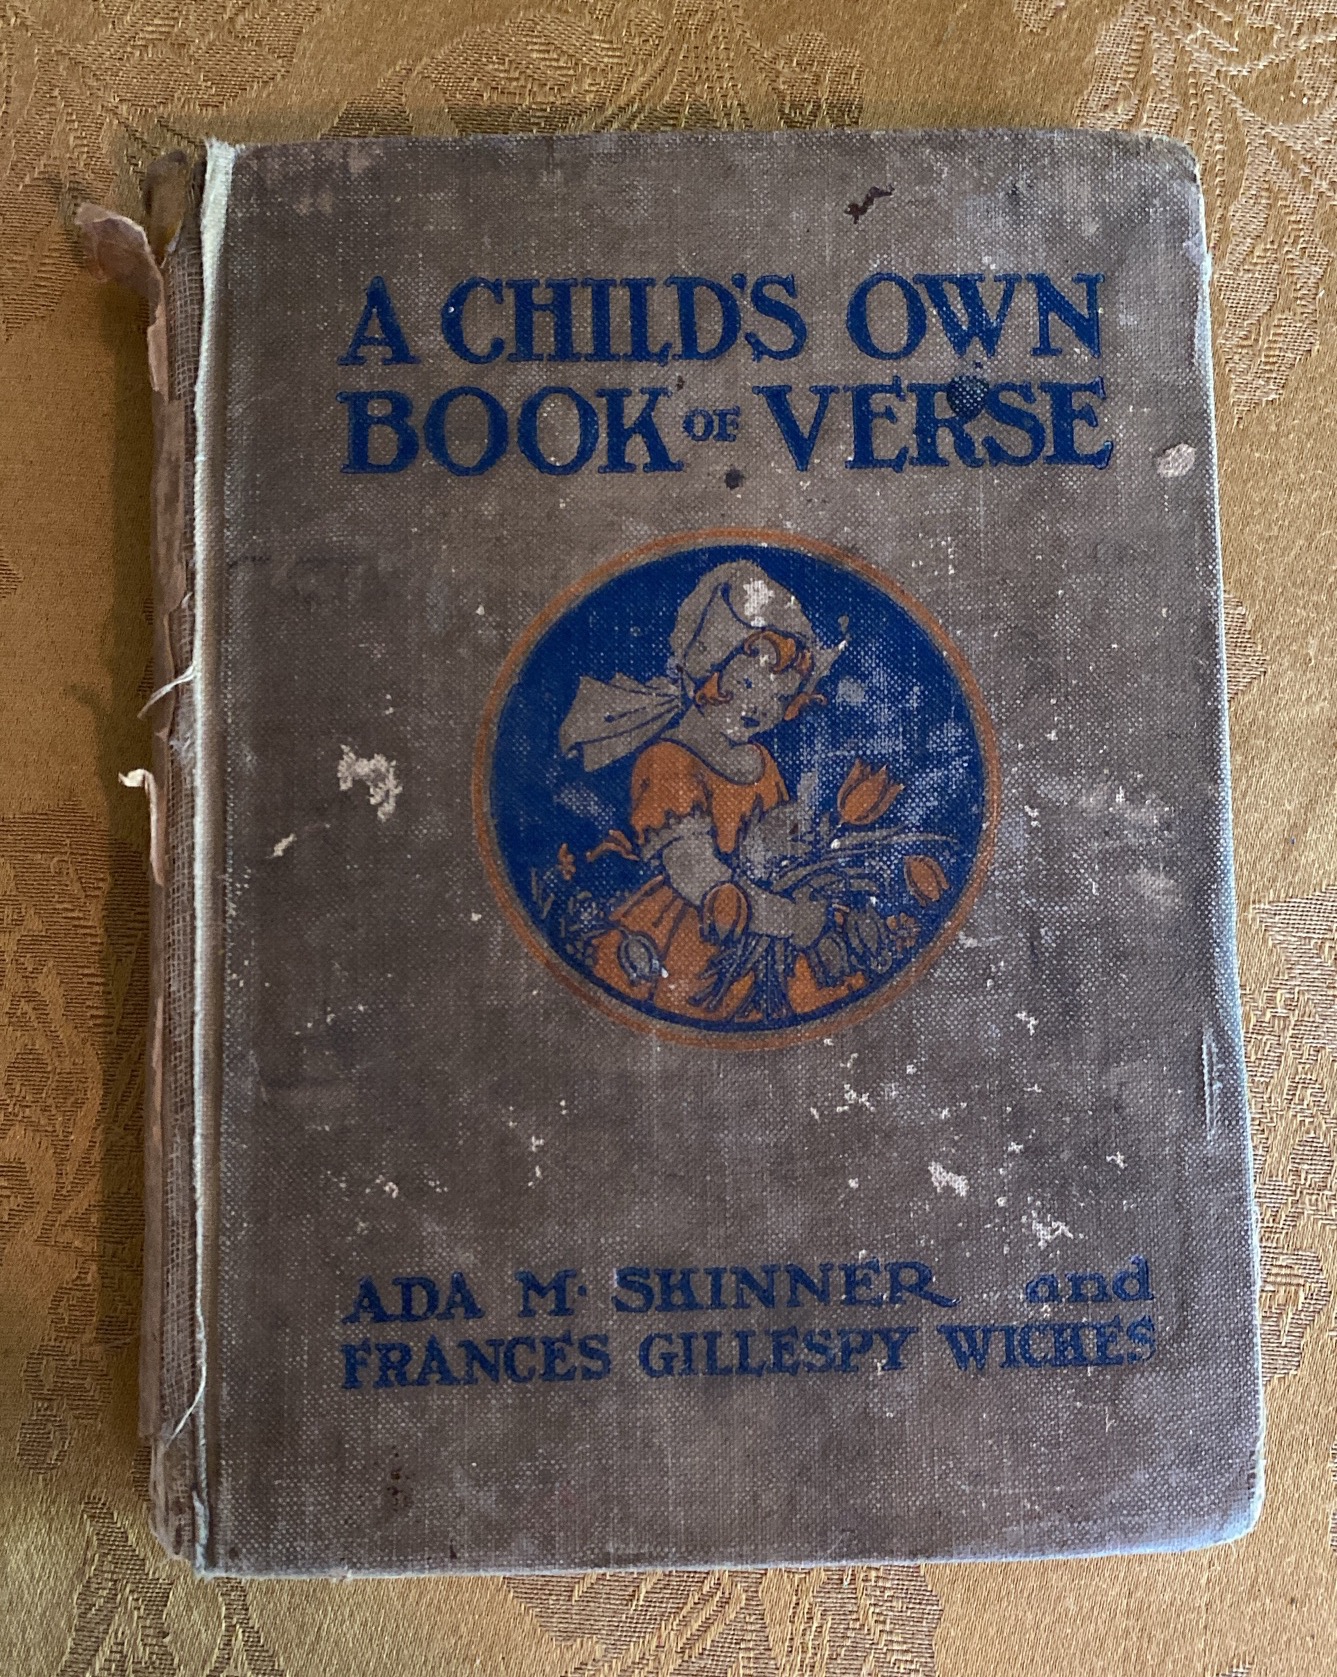 A CHILD'S OWN
BOOK OF VERSE
ADA M. SKINNER and
FRANCES GILLESPY WICKES